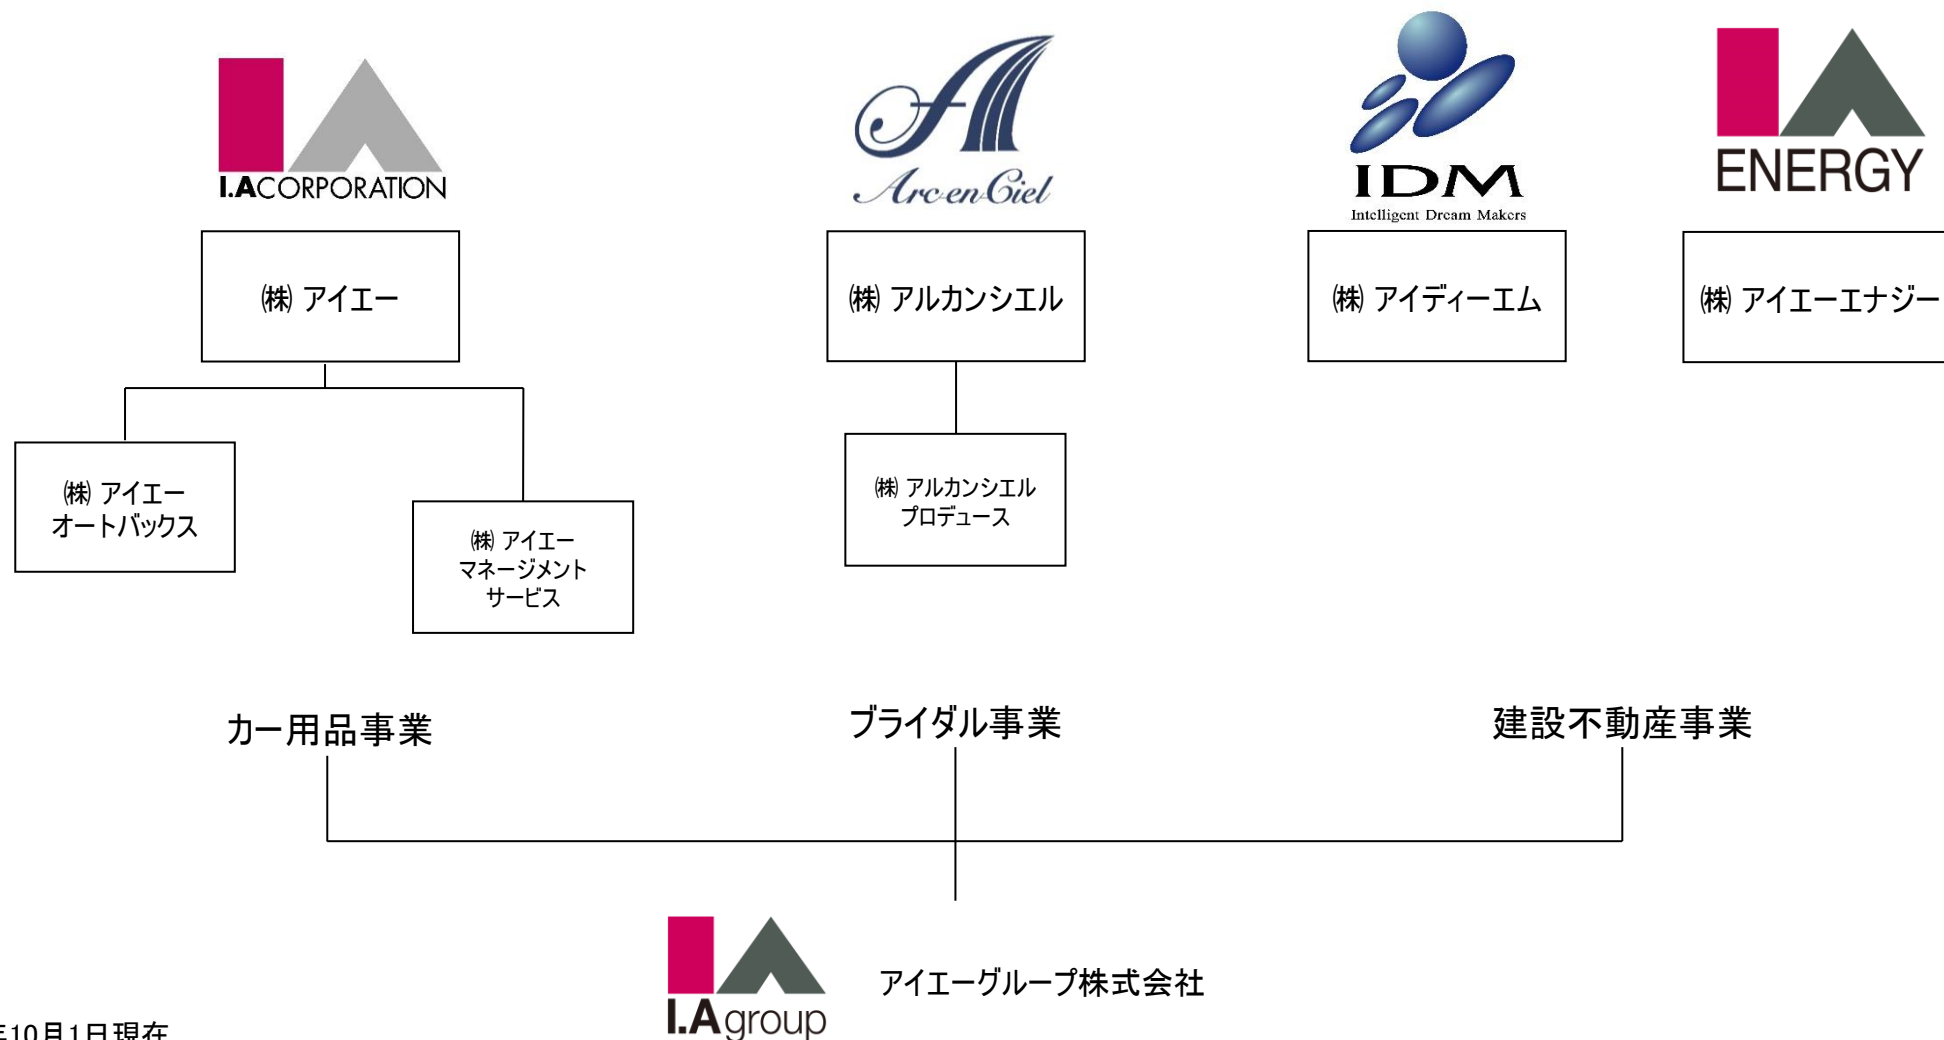 I.ACORPORATION
Arc-en-Ciel
IDM
Intelligent Dream Makers
ENERGY
㈱ アイエー
㈱ アルカンシエル
㈱ アイディーエム
㈱ アイエーエナジー
㈱ アイエー
オートバックス
㈱ アイエー
マネージメント
サービス
㈱ アルカンシエル
プロデュース
カー用品事業
ブライダル事業
建設不動産事業
I.Agroup
アイエーグループ株式会社
年10月1日現在